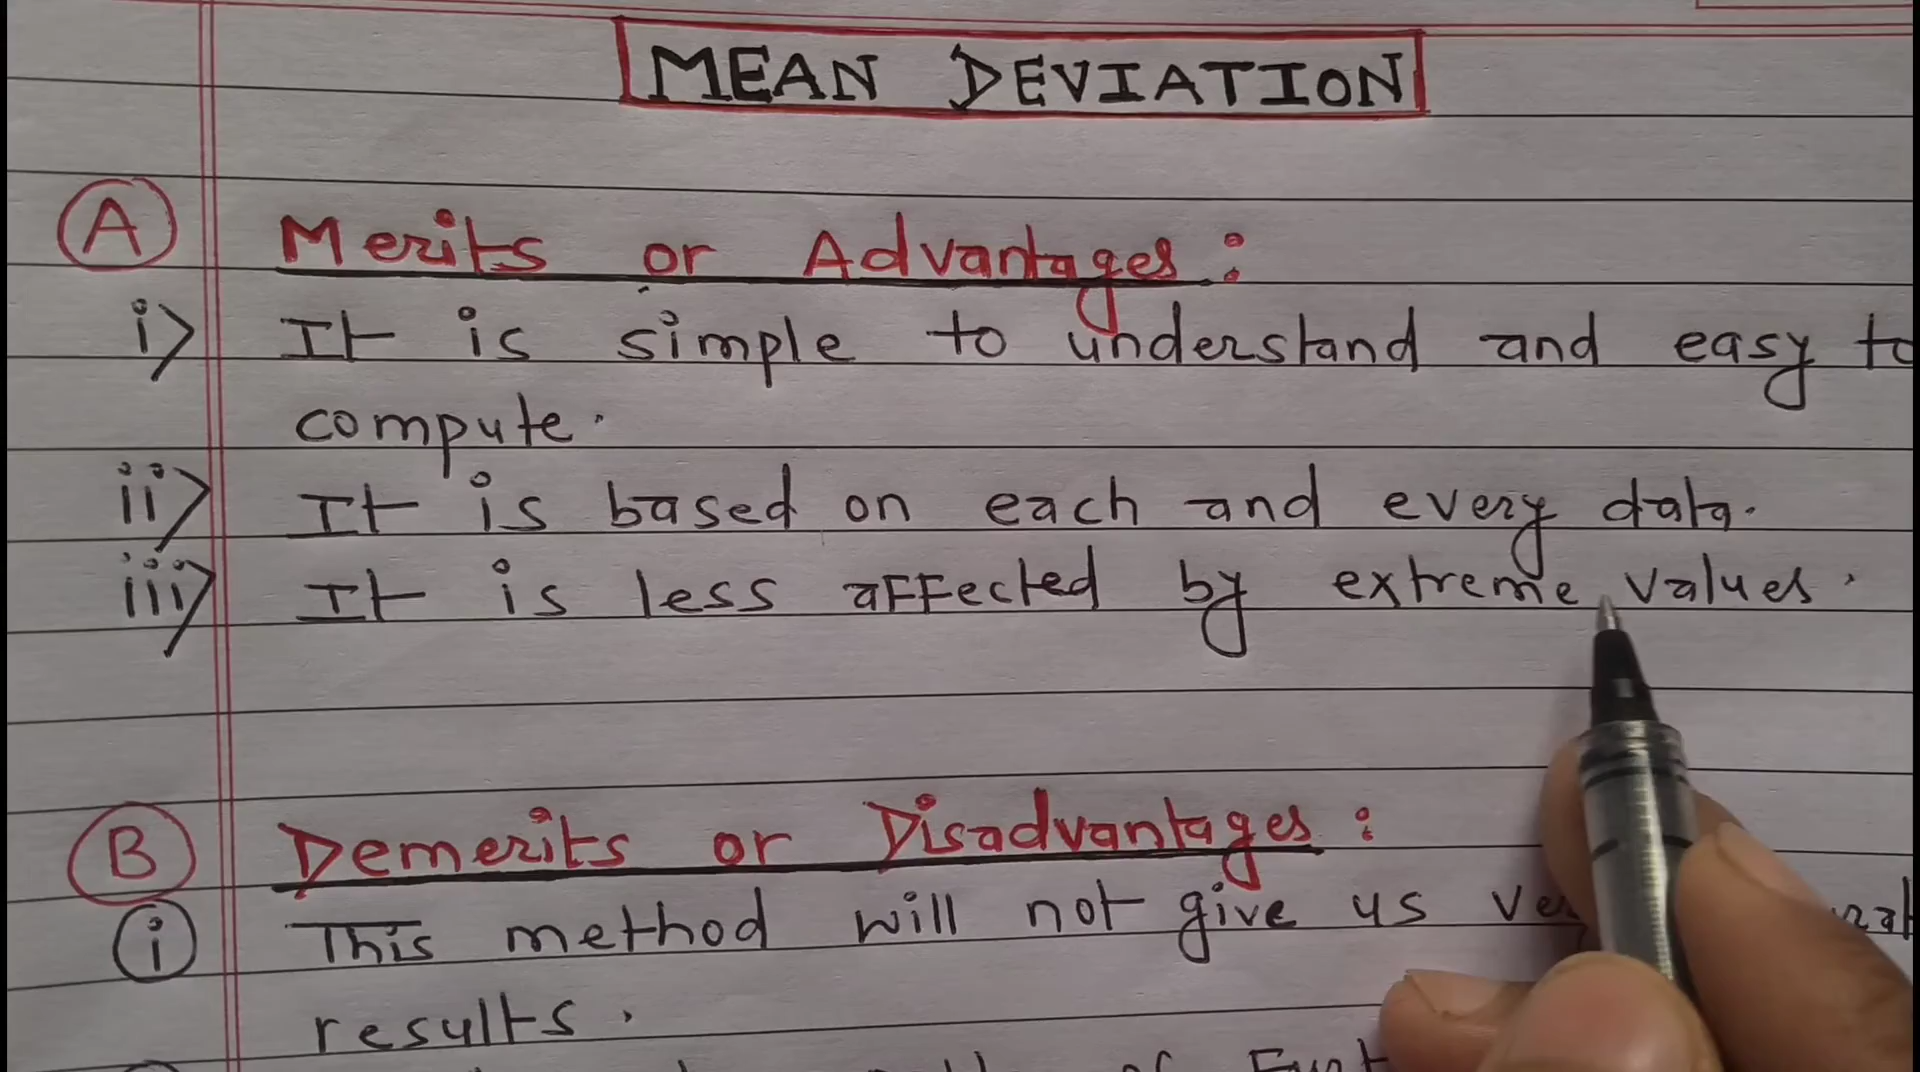 MEAN DEVIATION
A Merits or Advantages :
i) It is simple to understand and easy to
compute.
ii) It is based on each and every data.
iii) It is less affected by extreme values.
B Demerits or Disadvantages :
i This method will not give us
results.
of